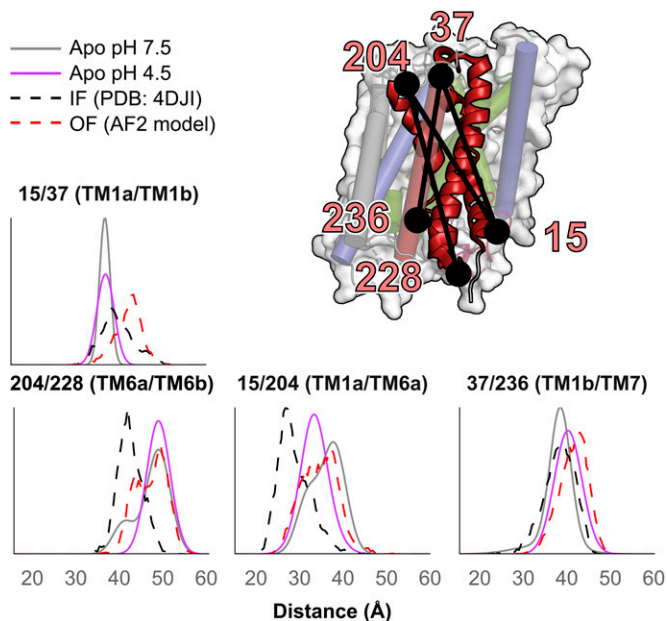 Apo pH 7.5
Apo pH 4.5
IF (PDB: 4DJI)
OF (AF2 model)
37
204
236
228
15
15/37 (TM1a/TM1b)
204/228 (TM6a/TM6b)
15/204 (TM1a/TM6a)
37/236 (TM1b/TM7)
20 30 40 50 60
20 30 40 50 60
20 30 40 50 60
Distance (Å)